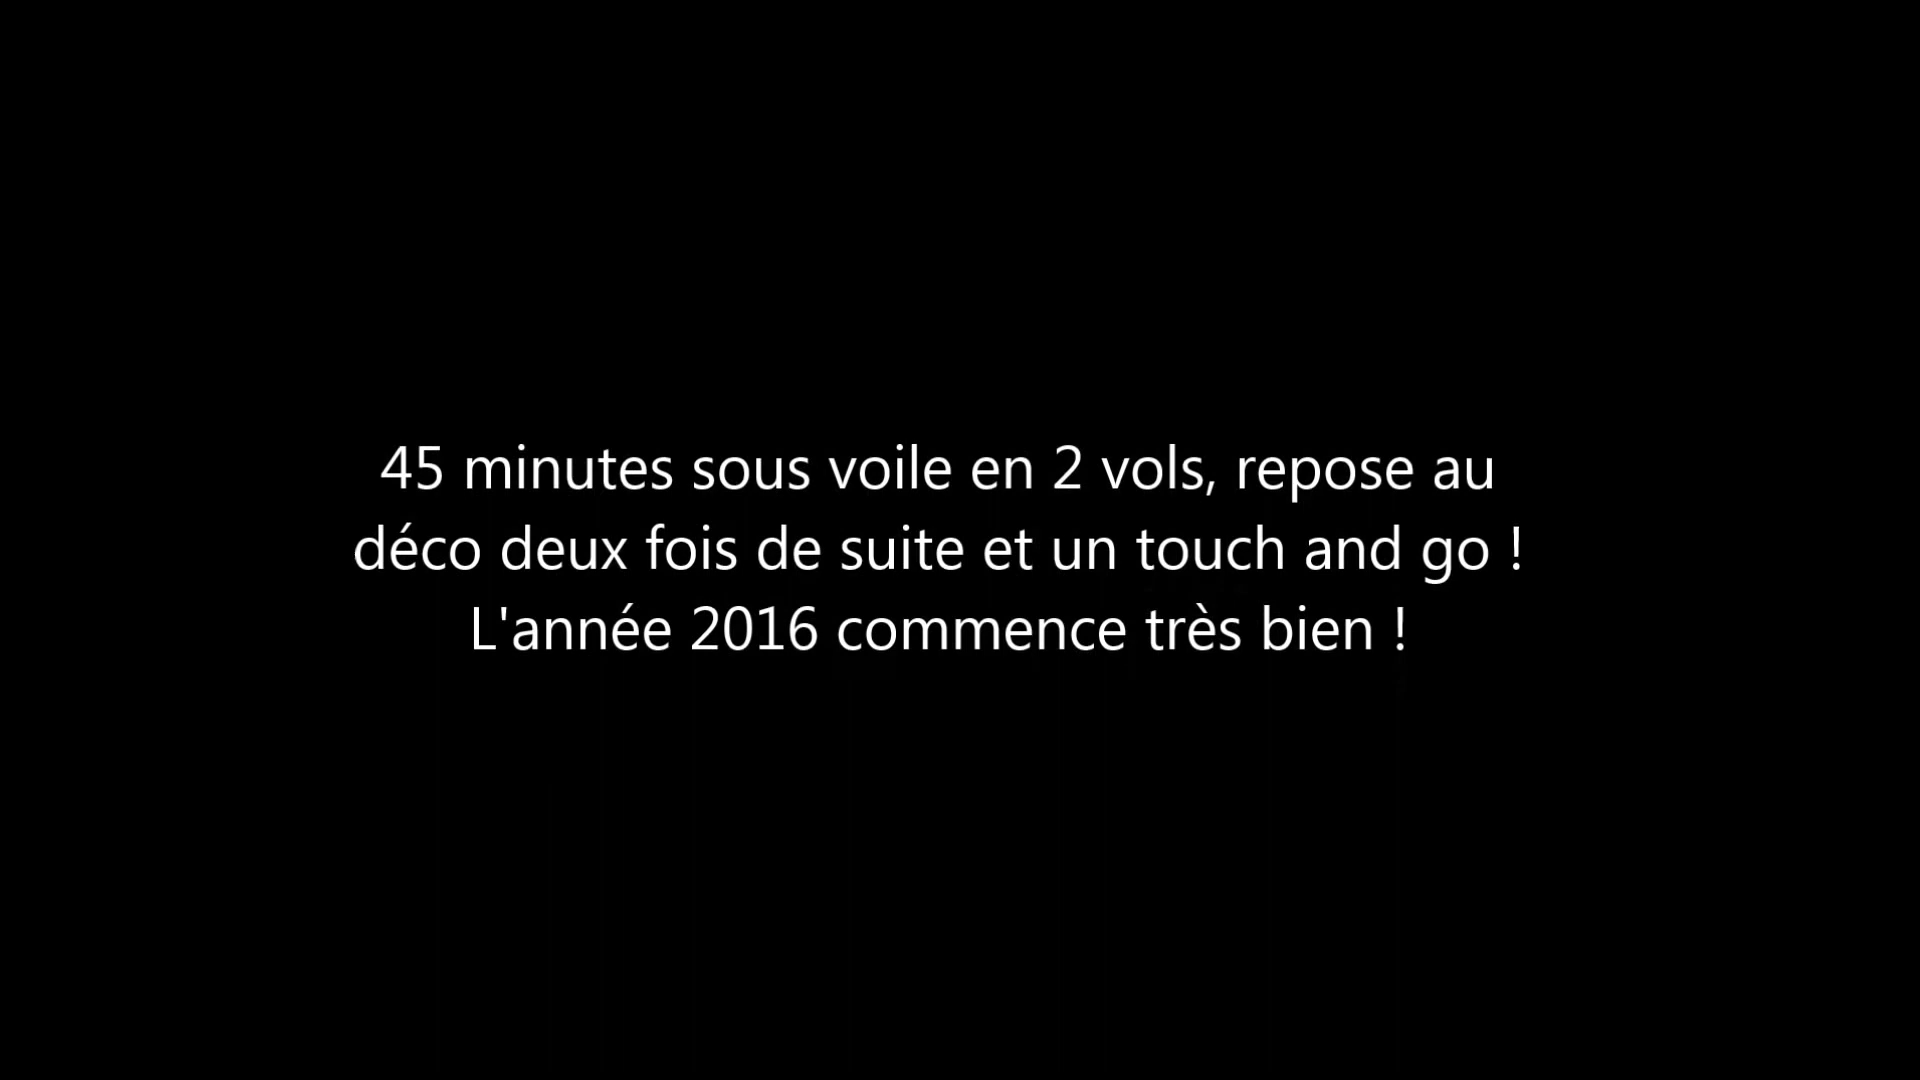 45 minutes sous voile en 2 vols, repose au
déco deux fois de suite et un touch and go !
L'année 2016 commence très bien !